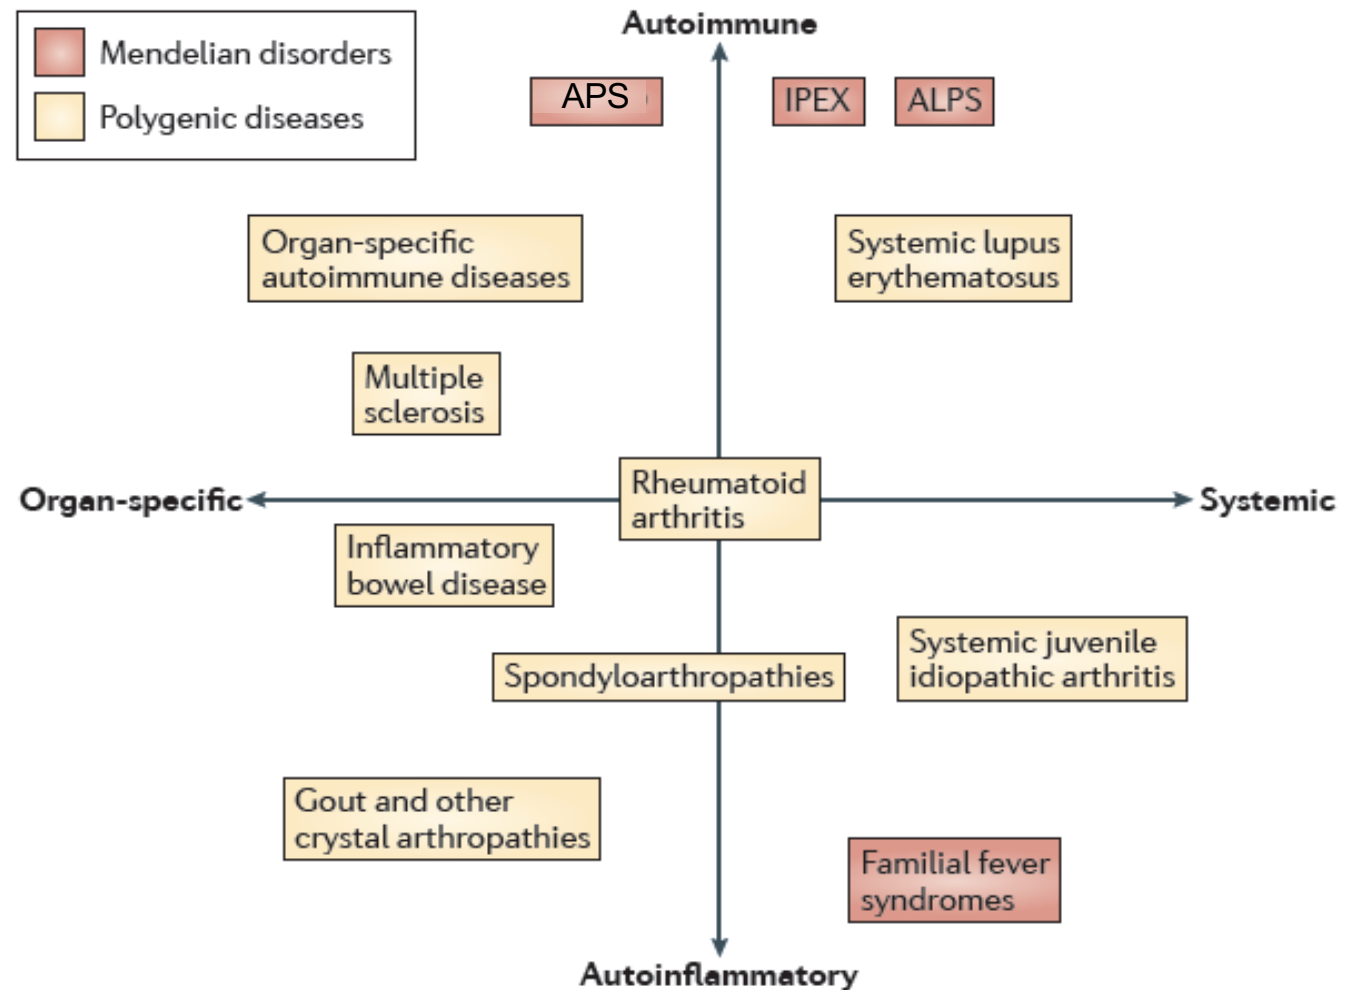 Autoimmune
Mendelian disorders
Polygenic diseases
APS
IPEX
ALPS
Organ-specific
autoimmune diseases
Systemic lupus
erythematosus
Multiple
sclerosis
Organ-specific
Rheumatoid
arthritis
Systemic
Inflammatory
bowel disease
Systemic juvenile
idiopathic arthritis
Spondyloarthropathies
Gout and other
crystal arthropathies
Familial fever
syndromes
Autoinflammatory